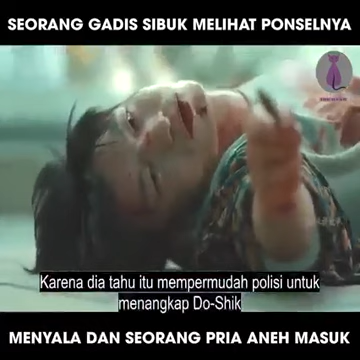 SEORANG GADIS SIBUK MELIHAT PONSELNYA
Karena dia tahu itu mempermudah polisi untuk
menangkap Do-Shik
MENYALA DAN SEORANG PRIA ANEH MASUK